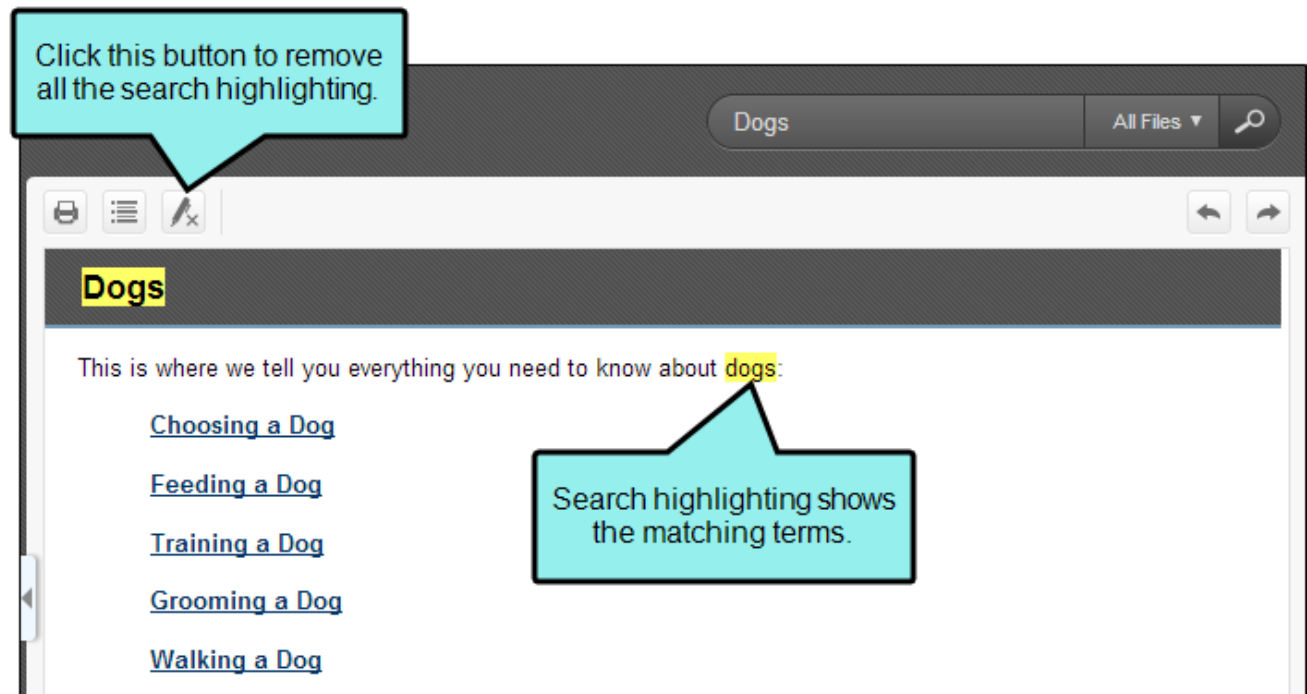 Click this button to remove
all the search highlighting.
Dogs
All Files ▼
Dogs
This is where we tell you everything you need to know about dogs:
Choosing a Dog
Feeding a Dog
Search highlighting shows
the matching terms.
Training a Dog
Grooming a Dog
Walking a Dog